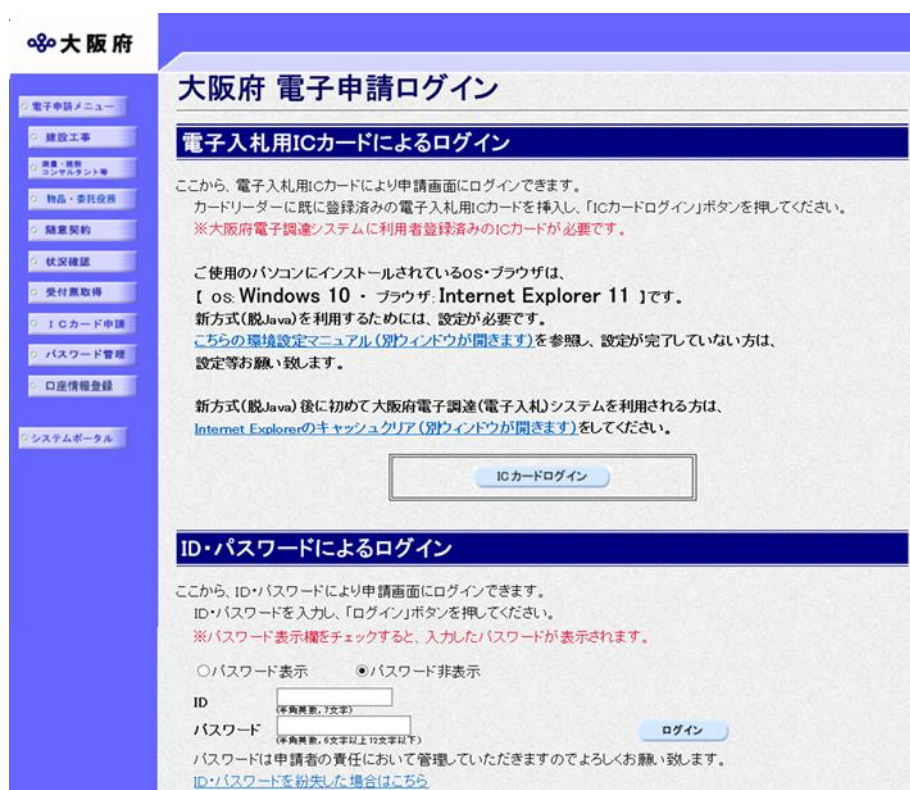 大阪府
電子申請メニュー
建設工事
測量・建設
コンサルタント等
物品・委託役務
随意契約
状況確認
受付票取得
ICカード申請
パスワード管理
口座情報登録
システムポータル
大阪府 電子申請ログイン
電子入札用ICカードによるログイン
ここから、電子入札用ICカードにより申請画面にログインできます。
カードリーダーに既に登録済みの電子入札用ICカードを挿入し、「ICカードログイン」ボタンを押してください。
※大阪府電子調達システムに利用者登録済みのICカードが必要です。
ご使用のパソコンにインストールされているOS・ブラウザは、
【 OS: Windows 10 ・ ブラウザ: Internet Explorer 11 】です。
新方式(脱Java)を利用するためには、設定が必要です。
こちらの環境設定マニュアル(別ウィンドウが開きます)を参照し、設定が完了していない方は、
設定等お願い致します。
新方式(脱Java)後に初めて大阪府電子調達(電子入札)システムを利用される方は、
Internet Explorerのキャッシュクリア(別ウィンドウが開きます)をしてください。
ICカードログイン
ID・パスワードによるログイン
ここから、ID・パスワードにより申請画面にログインできます。
ID・パスワードを入力し、「ログイン」ボタンを押してください。
※パスワード表示欄をチェックすると、入力したパスワードが表示されます。
○パスワード表示 ◉パスワード非表示
ID
(半角英数,7文字)
パスワード
(半角英数,6文字以上12文字以下)
ログイン
パスワードは申請者の責任において管理していただきますのでよろしくお願い致します。
ID・パスワードを紛失した場合はこちら